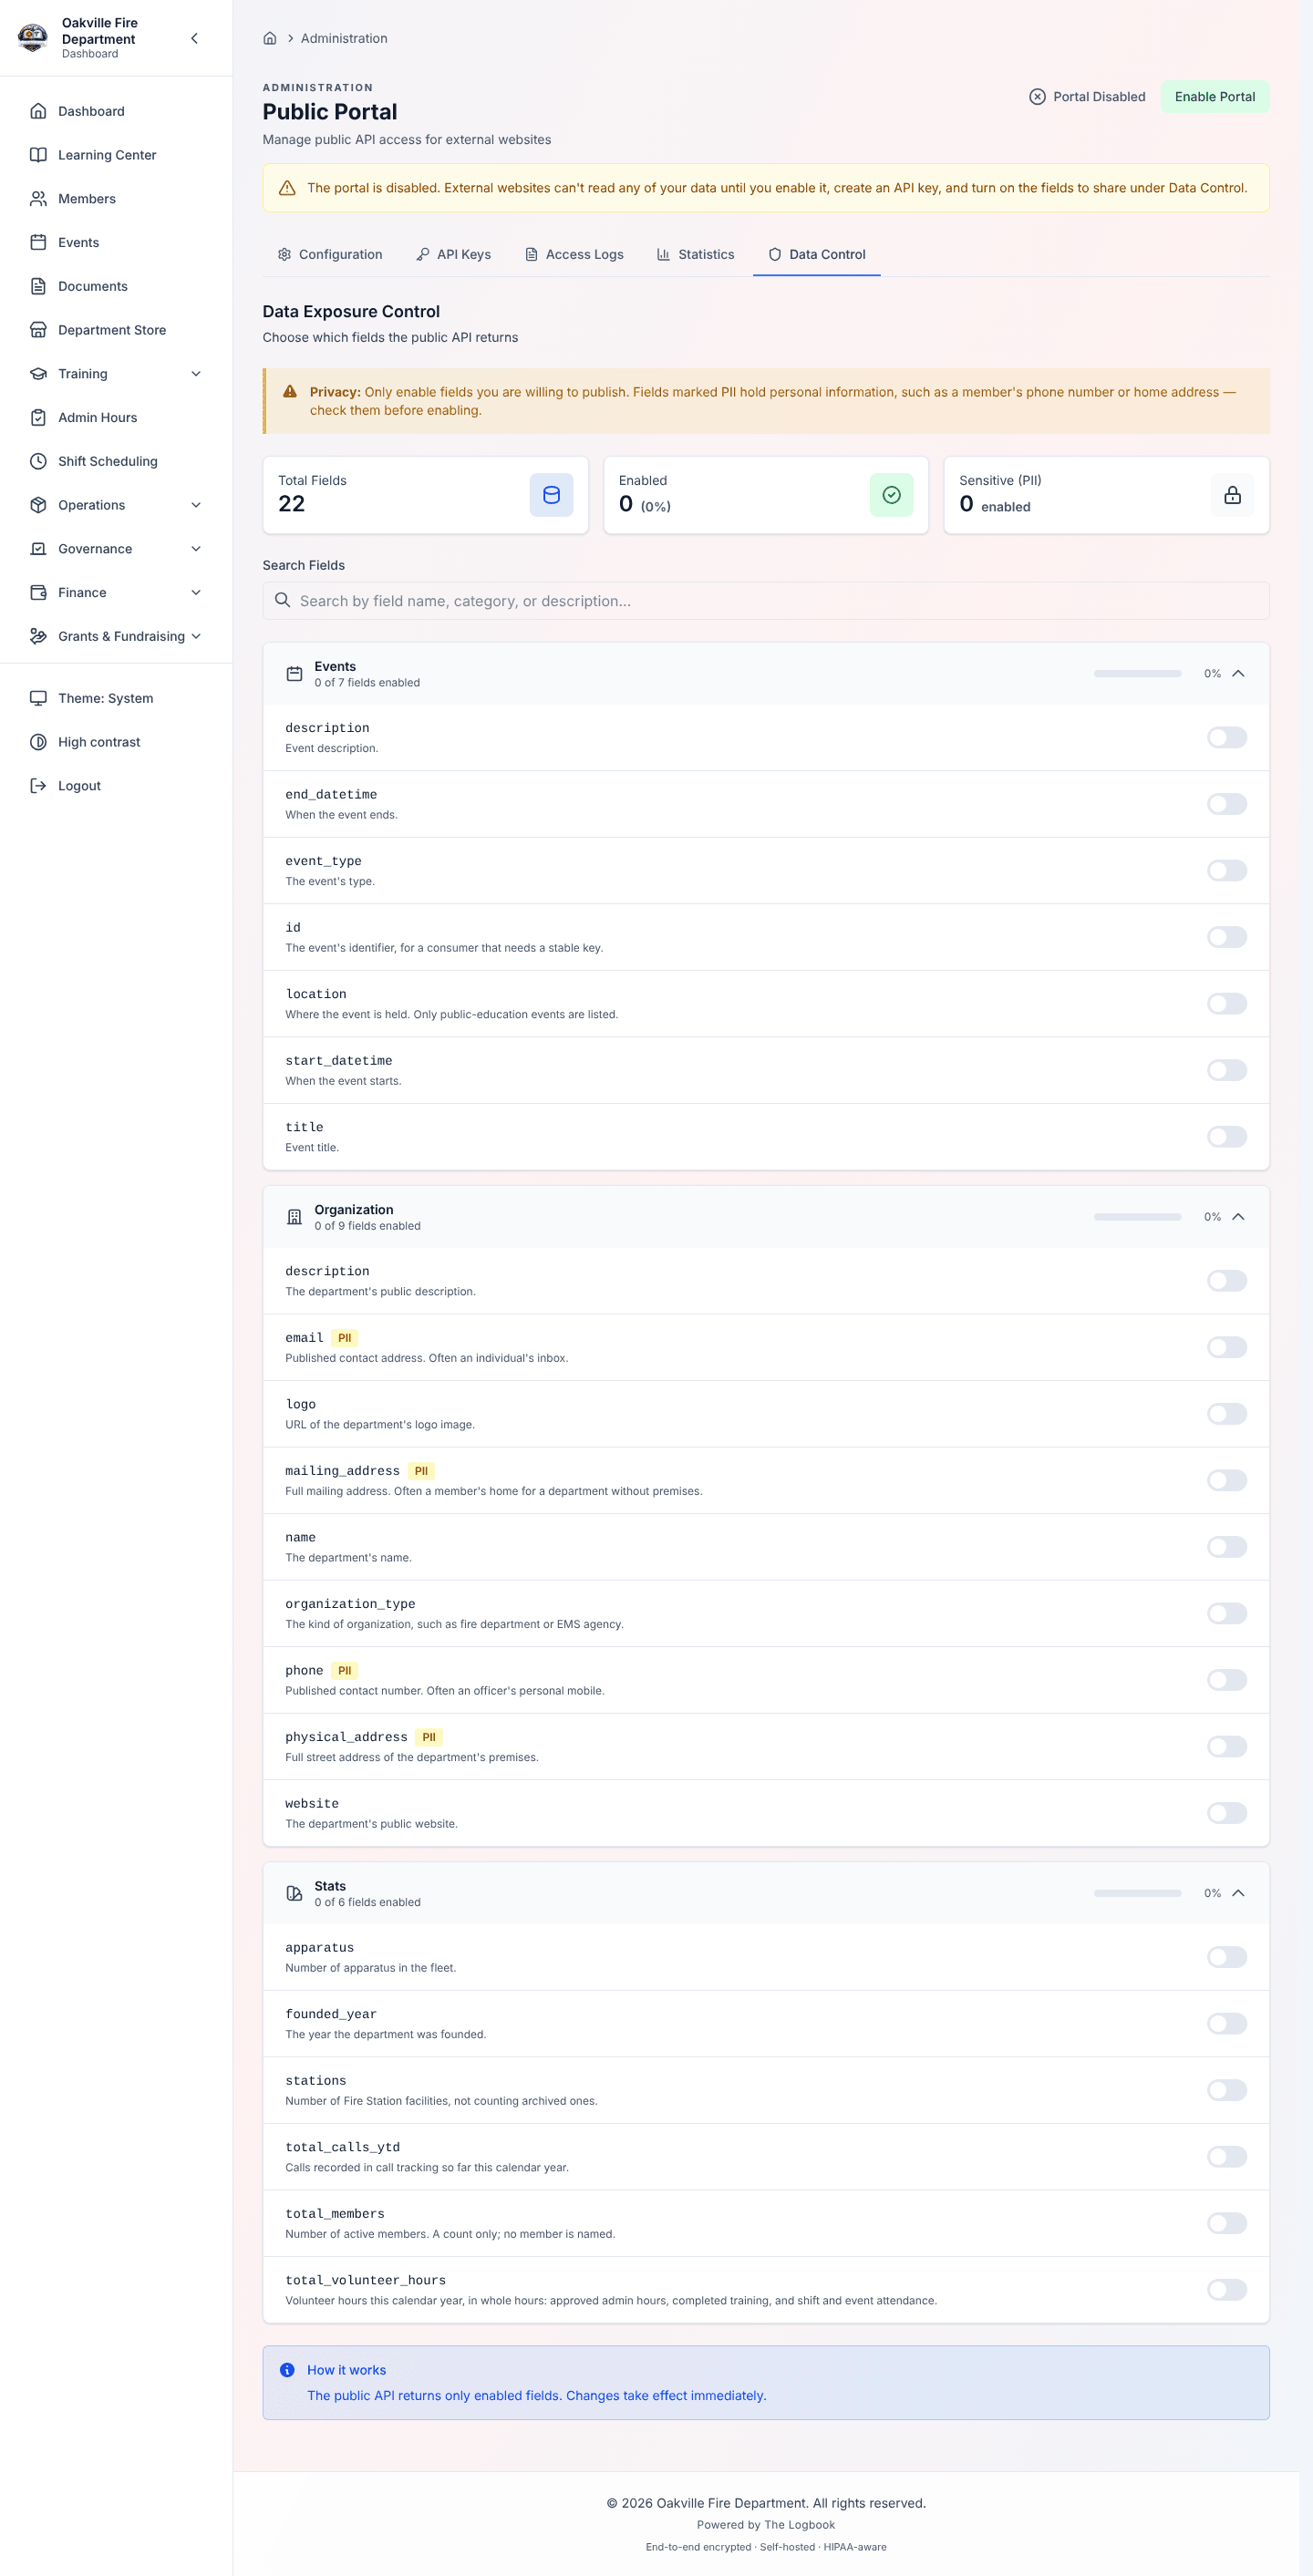 Oakville Fire
Department
Dashboard
Dashboard
Learning Center
Members
Events
Documents
Department Store
Training
Admin Hours
Shift Scheduling
Operations
Governance
Finance
Grants & Fundraising
Theme: System
High contrast
Logout
Administration
ADMINISTRATION
Public Portal
Manage public API access for external websites
Portal Disabled
Enable Portal
The portal is disabled. External websites can't read any of your data until you enable it, create an API key, and turn on the fields to share under Data Control.
Configuration
API Keys
Access Logs
Statistics
Data Control
Data Exposure Control
Choose which fields the public API returns
Privacy: Only enable fields you are willing to publish. Fields marked PII hold personal information, such as a member's phone number or home address —
check them before enabling.
Total Fields
22
Enabled
0 (0%)
Sensitive (PII)
0 enabled
Search Fields
Search by field name, category, or description...
Events
0 of 7 fields enabled
0%
description
Event description.
end_datetime
When the event ends.
event_type
The event's type.
id
The event's identifier, for a consumer that needs a stable key.
location
Where the event is held. Only public-education events are listed.
start_datetime
When the event starts.
title
Event title.
Organization
0 of 9 fields enabled
0%
description
The department's public description.
email PII
Published contact address. Often an individual's inbox.
logo
URL of the department's logo image.
mailing_address PII
Full mailing address. Often a member's home for a department without premises.
name
The department's name.
organization_type
The kind of organization, such as fire department or EMS agency.
phone PII
Published contact number. Often an officer's personal mobile.
physical_address PII
Full street address of the department's premises.
website
The department's public website.
Stats
0 of 6 fields enabled
0%
apparatus
Number of apparatus in the fleet.
founded_year
The year the department was founded.
stations
Number of Fire Station facilities, not counting archived ones.
total_calls_ytd
Calls recorded in call tracking so far this calendar year.
total_members
Number of active members. A count only; no member is named.
total_volunteer_hours
Volunteer hours this calendar year, in whole hours: approved admin hours, completed training, and shift and event attendance.
How it works
The public API returns only enabled fields. Changes take effect immediately.
© 2026 Oakville Fire Department. All rights reserved.
Powered by The Logbook
End-to-end encrypted · Self-hosted · HIPAA-aware